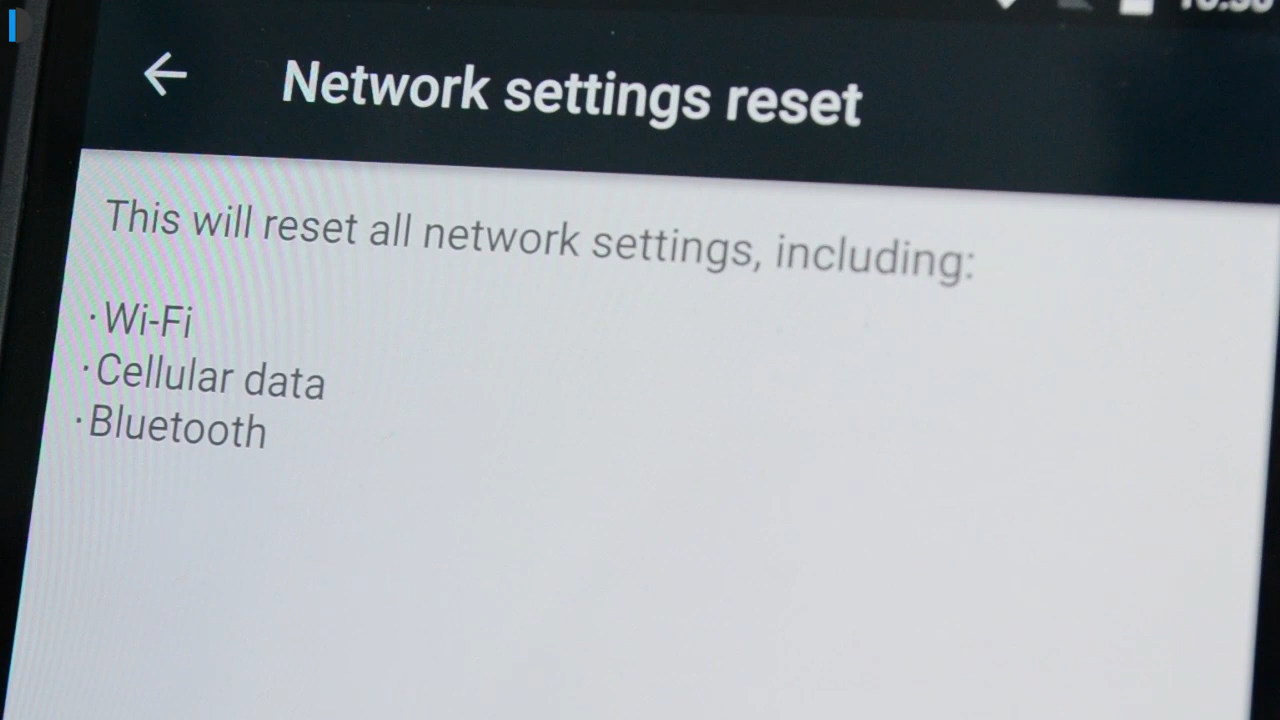 Network settings reset
This will reset all network settings, including:
· Wi-Fi
· Cellular data
· Bluetooth